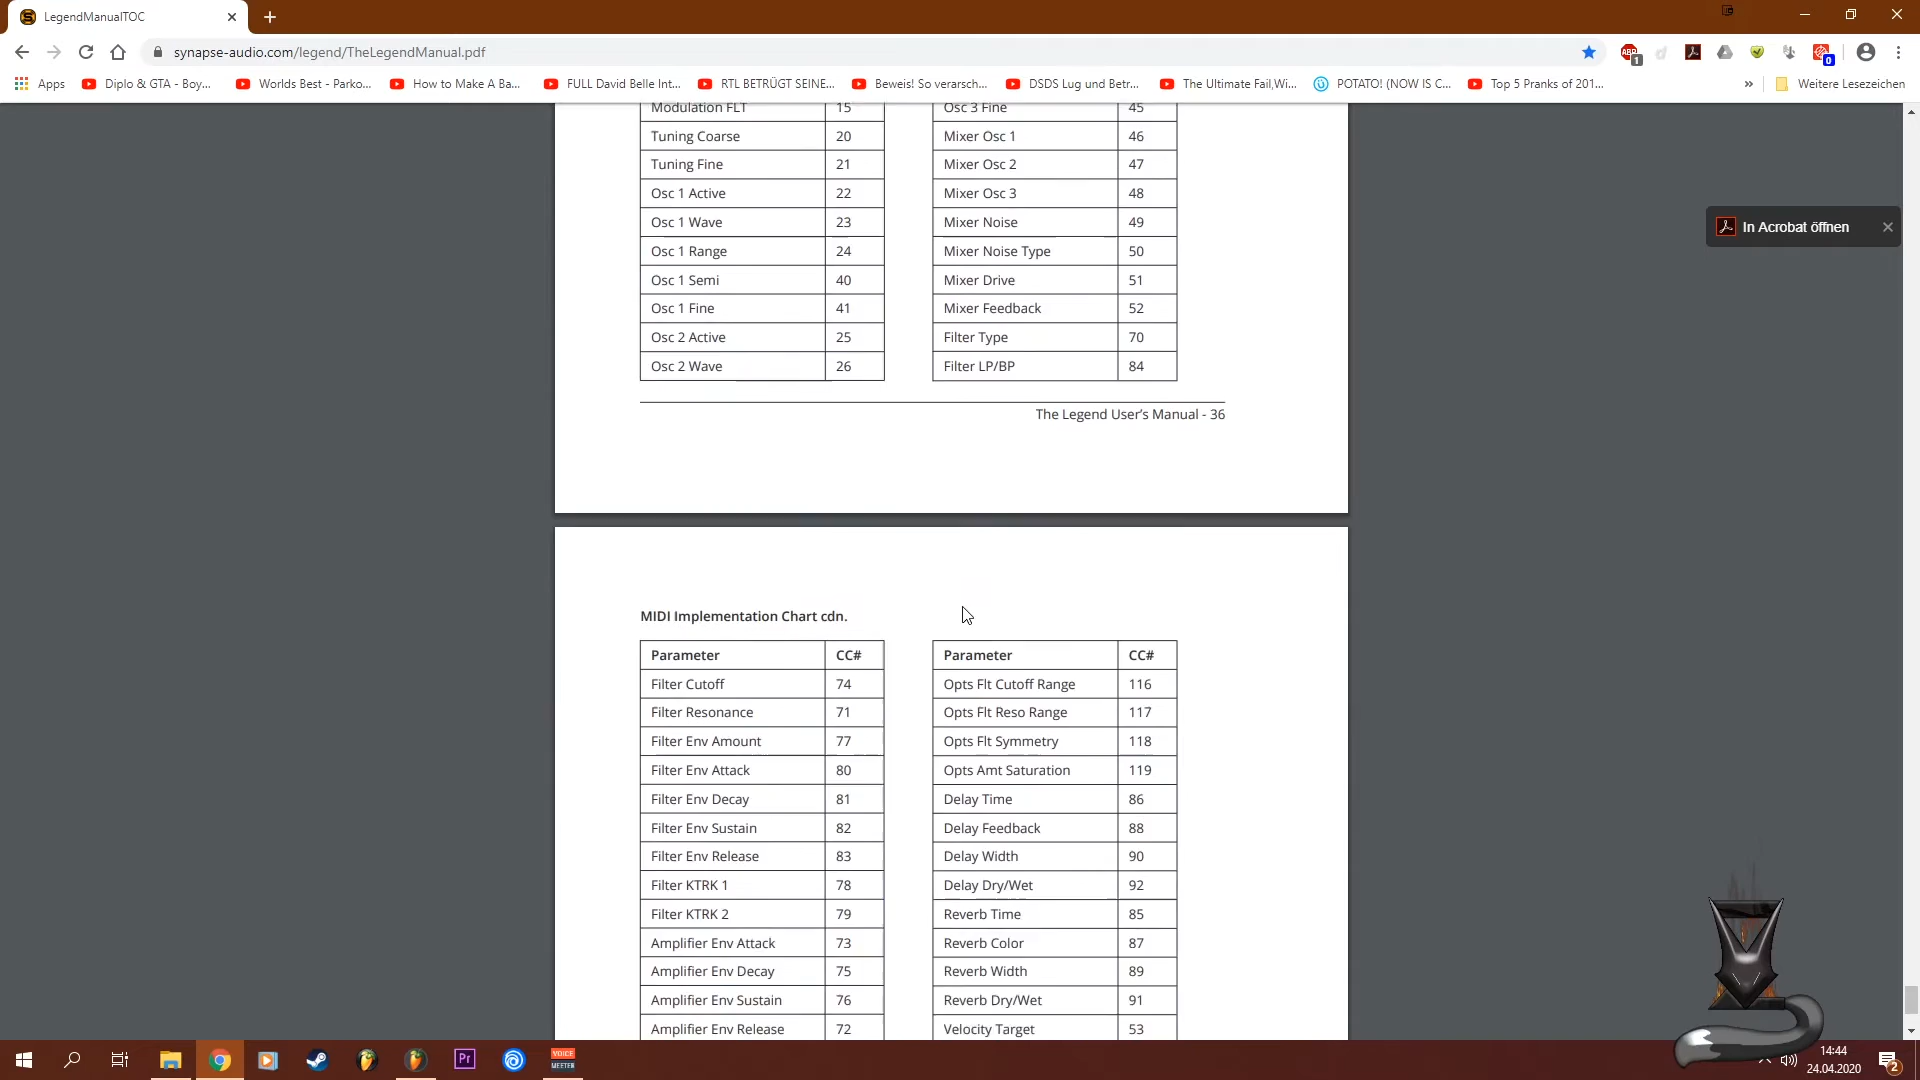 LegendManualTOC
synapse-audio.com/legend/TheLegendManual.pdf
ABP 1 0
Apps Diplo & GTA - Boy... Worlds Best - Parko... How to Make A Ba... FULL David Belle Int... RTL BETRÜGT SEINE... Beweis! So verarsch... DSDS Lug und Betr... The Ultimate Fail,Wi... POTATO! (NOW IS C... Top 5 Pranks of 201... » Weitere Lesezeichen
Modulation FLT 15 Osc 3 Fine 45
Tuning Coarse 20 Mixer Osc 1 46
Tuning Fine 21 Mixer Osc 2 47
Osc 1 Active 22 Mixer Osc 3 48
Osc 1 Wave 23 Mixer Noise 49
In Acrobat öffnen
Osc 1 Range 24 Mixer Noise Type 50
Osc 1 Semi 40 Mixer Drive 51
Osc 1 Fine 41 Mixer Feedback 52
Osc 2 Active 25 Filter Type 70
Osc 2 Wave 26 Filter LP/BP 84
The Legend User's Manual - 36
MIDI Implementation Chart cdn.
Parameter CC# Parameter CC#
Filter Cutoff 74 Opts Flt Cutoff Range 116
Filter Resonance 71 Opts Flt Reso Range 117
Filter Env Amount 77 Opts Flt Symmetry 118
Filter Env Attack 80 Opts Amt Saturation 119
Filter Env Decay 81 Delay Time 86
Filter Env Sustain 82 Delay Feedback 88
Filter Env Release 83 Delay Width 90
Filter KTRK 1 78 Delay Dry/Wet 92
Filter KTRK 2 79 Reverb Time 85
Amplifier Env Attack 73 Reverb Color 87
Amplifier Env Decay 75 Reverb Width 89
Amplifier Env Sustain 76 Reverb Dry/Wet 91
Amplifier Env Release 72 Velocity Target 53
Pr
VOICE
MEETER
14:44
24.04.2020
2